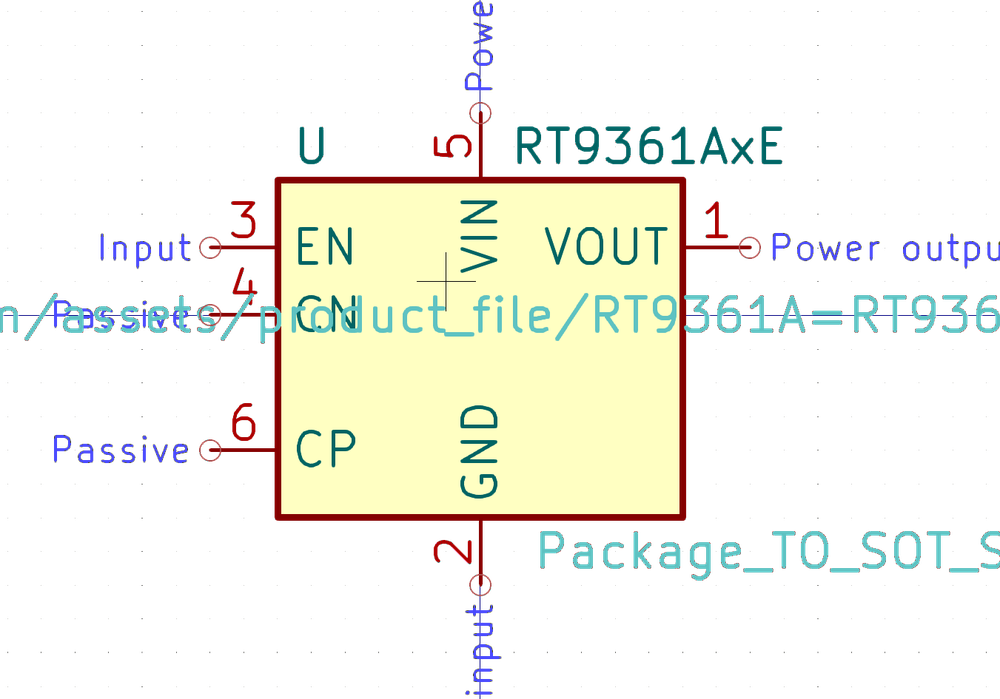 Powe
U
5
RT9361AxE
Input
3
EN
VIN
VOUT
1
Power outpu
Passive
4
CN
n/assets/product_file/RT9361A=RT936
Passive
6
CP
GND
2
Package_TO_SOT_S
input